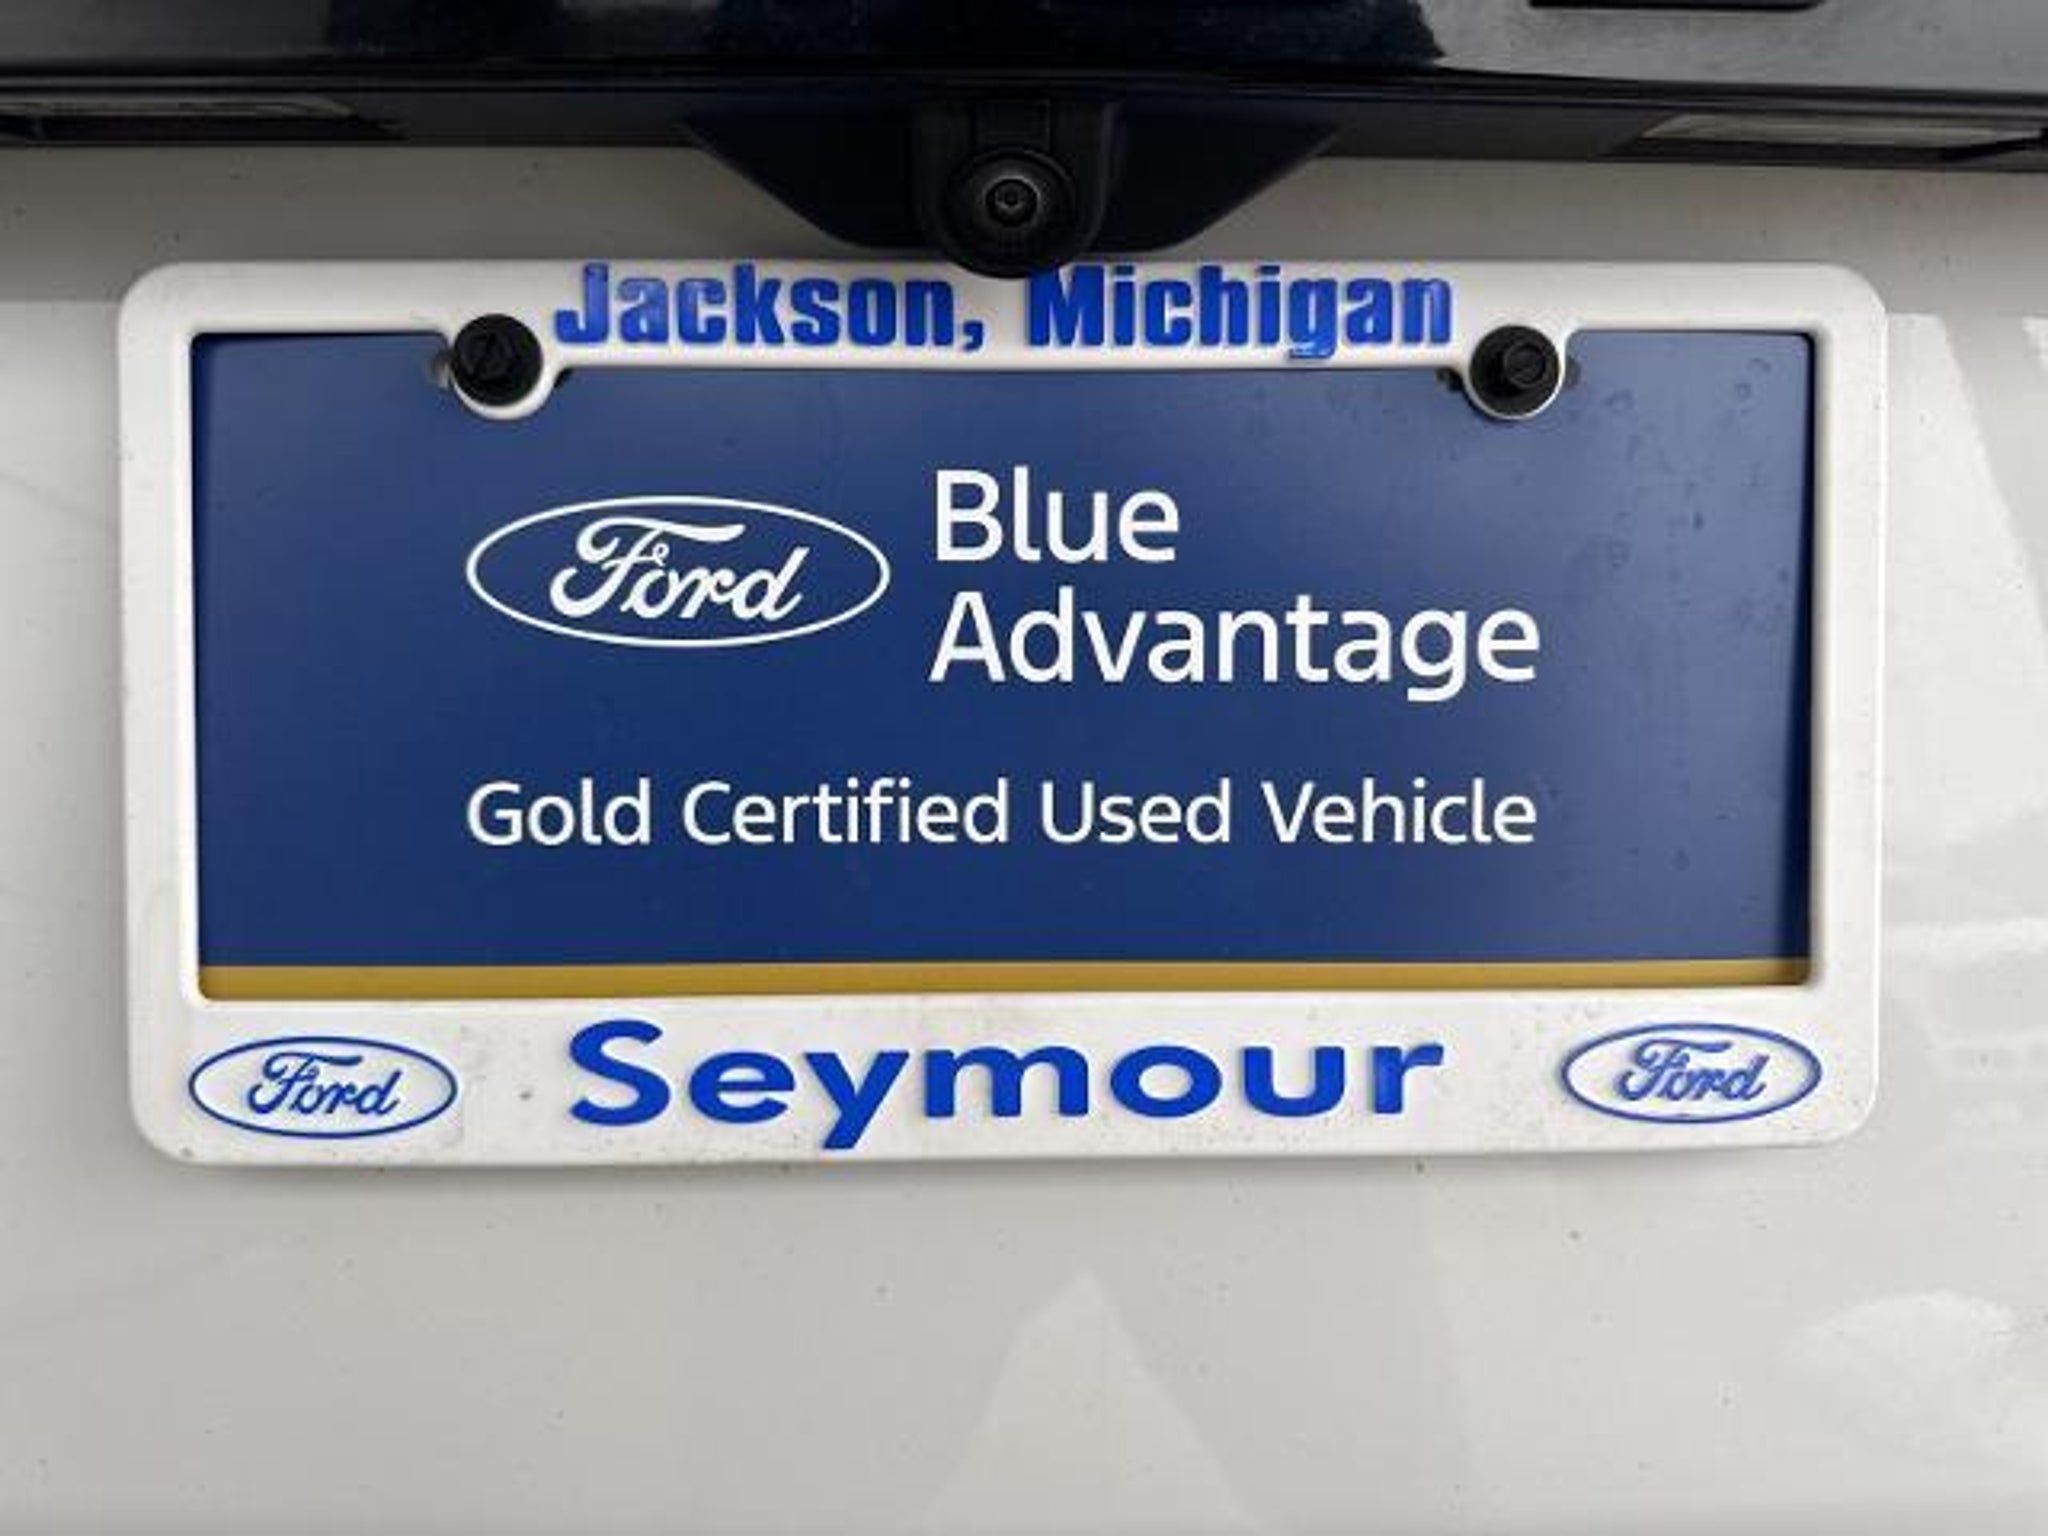 Jackson, Michigan
Ford
Blue
Advantage
Gold Certified Used Vehicle
Ford Seymour Ford